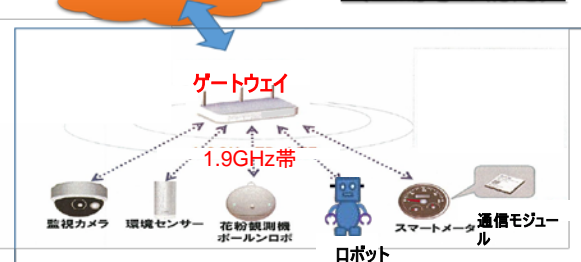 ゲートウェイ
1.9GHz帯
監視カメラ
環境センサー
花粉観測機
ポールンロボ
ロボット
スマートメータ
通信モジュー
ル